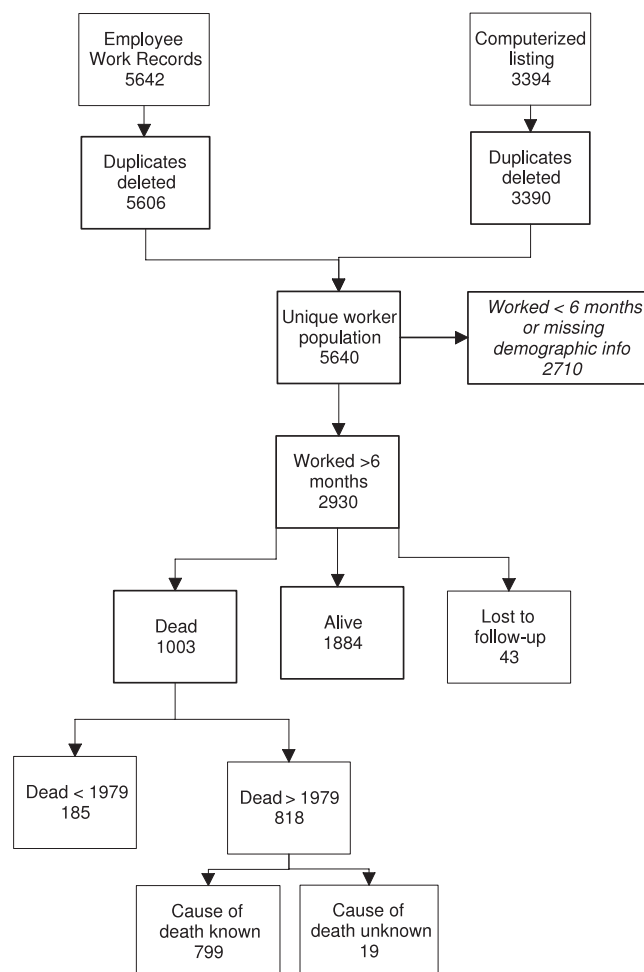 Employee
Work Records
5642
Computerized
listing
3394
Duplicates
deleted
5606
Duplicates
deleted
3390
Unique worker
population
5640
Worked < 6 months
or missing
demographic info
2710
Worked >6
months
2930
Dead
1003
Alive
1884
Lost to
follow-up
43
Dead < 1979
185
Dead > 1979
818
Cause of
death known
799
Cause of
death unknown
19